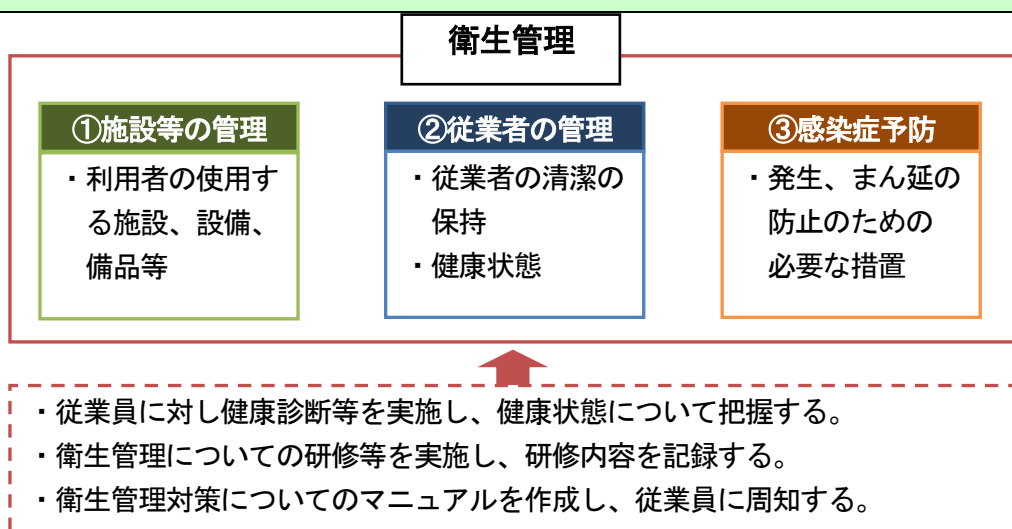 衛生管理
①施設等の管理
・利用者の使用す
る施設、設備、
備品等
②従業者の管理
・従業者の清潔の
保持
・健康状態
③感染症予防
・発生、まん延の
防止のための
必要な措置
・従業員に対し健康診断等を実施し、健康状態について把握する。
・衛生管理についての研修等を実施し、研修内容を記録する。
・衛生管理対策についてのマニュアルを作成し、従業員に周知する。